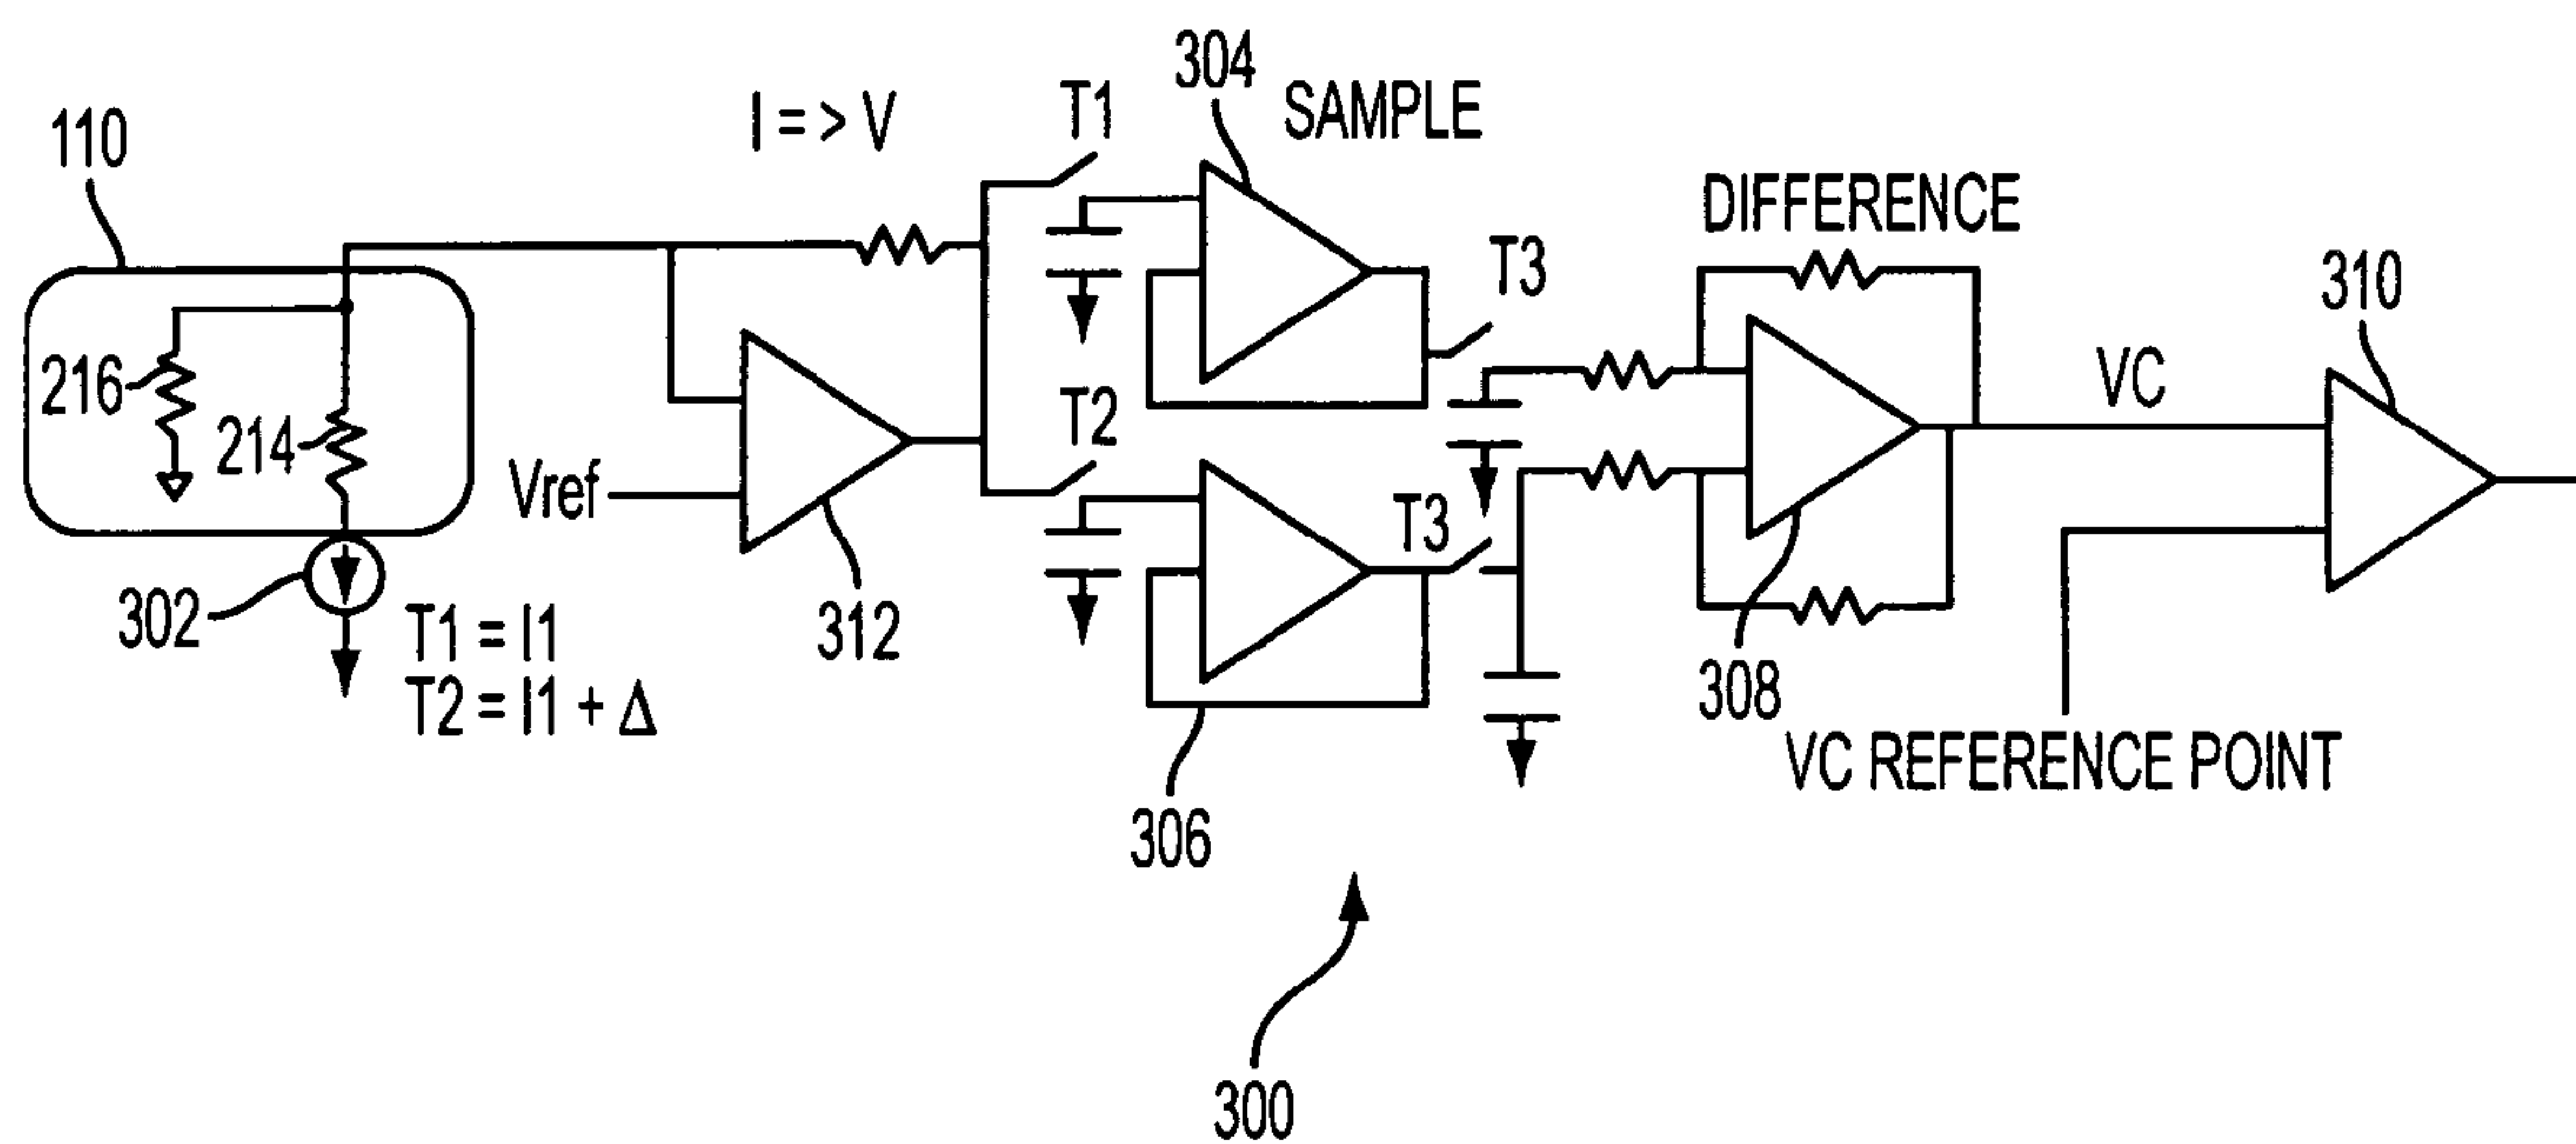 304
SAMPLE
110
I = > V
T1
DIFFERENCE
T3
310
216
214
T2
VC
Vref
T3
302
T1 = I1
T2 = I1 + Δ
312
308
VC REFERENCE POINT
306
300